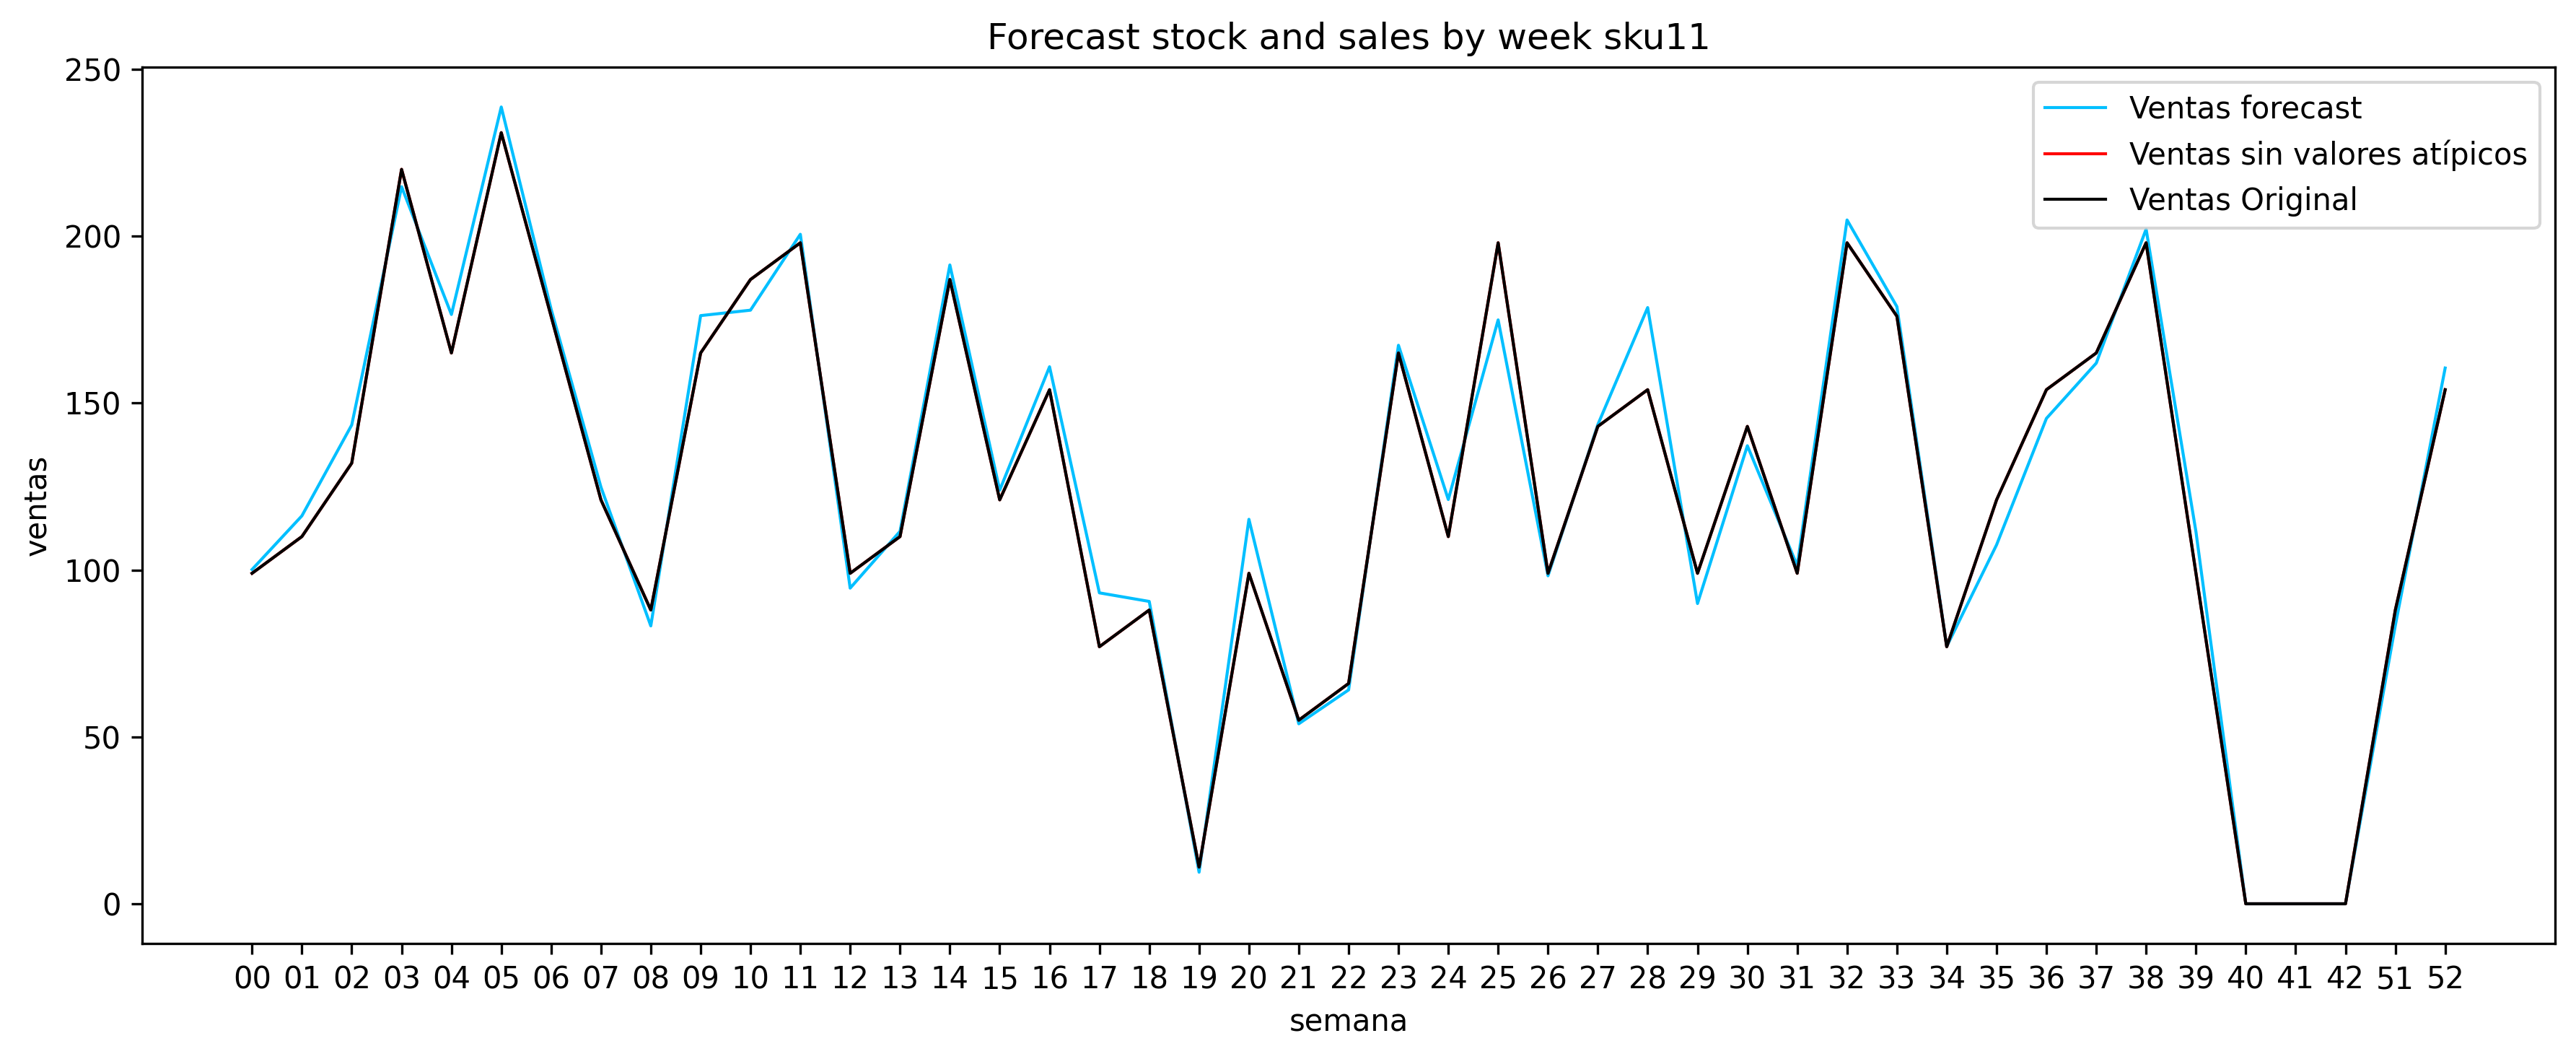 Forecast stock and sales by week sku11
250
200
150
100
50
0
ventas
Ventas forecast
Ventas sin valores atípicos
Ventas Original
00 01 02 03 04 05 06 07 08 09 10 11 12 13 14 15 16 17 18 19 20 21 22 23 24 25 26 27 28 29 30 31 32 33 34 35 36 37 38 39 40 41 42 51 52
semana